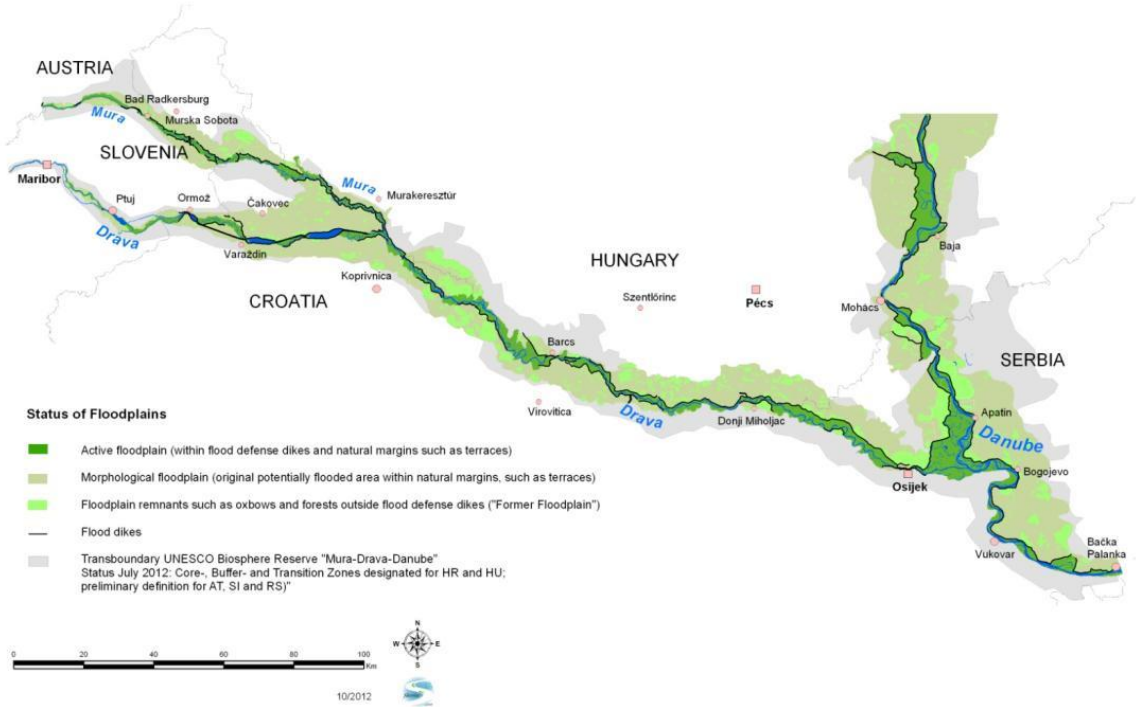 AUSTRIA
Bad Radkersburg
Mura
Murska Sobota
SLOVENIA
Maribor
Ptuj
Ormož
Čakovec
Mura
Murakeresztúr
Drava
Varaždin
Koprivnica
CROATIA
HUNGARY
Szentlőrinc
Pécs
Baja
Mohács
SERBIA
Barcs
Virovitica
Drava
Donji Miholjac
Apatin
Danube
Bogojevo
Osijek
Vukovar
Bačka
Palanka
Status of Floodplains
Active floodplain (within flood defense dikes and natural margins such as terraces)
Morphological floodplain (original potentially flooded area within natural margins, such as terraces)
Floodplain remnants such as oxbows and forests outside flood defense dikes ("Former Floodplain")
Flood dikes
Transboundary UNESCO Biosphere Reserve "Mura-Drava-Danube"
Status July 2012: Core-, Buffer- and Transition Zones designated for HR and HU;
preliminary definition for AT, SI and RS)"
0 20 40 60 80 100
Km
N
W E
S
10/2012